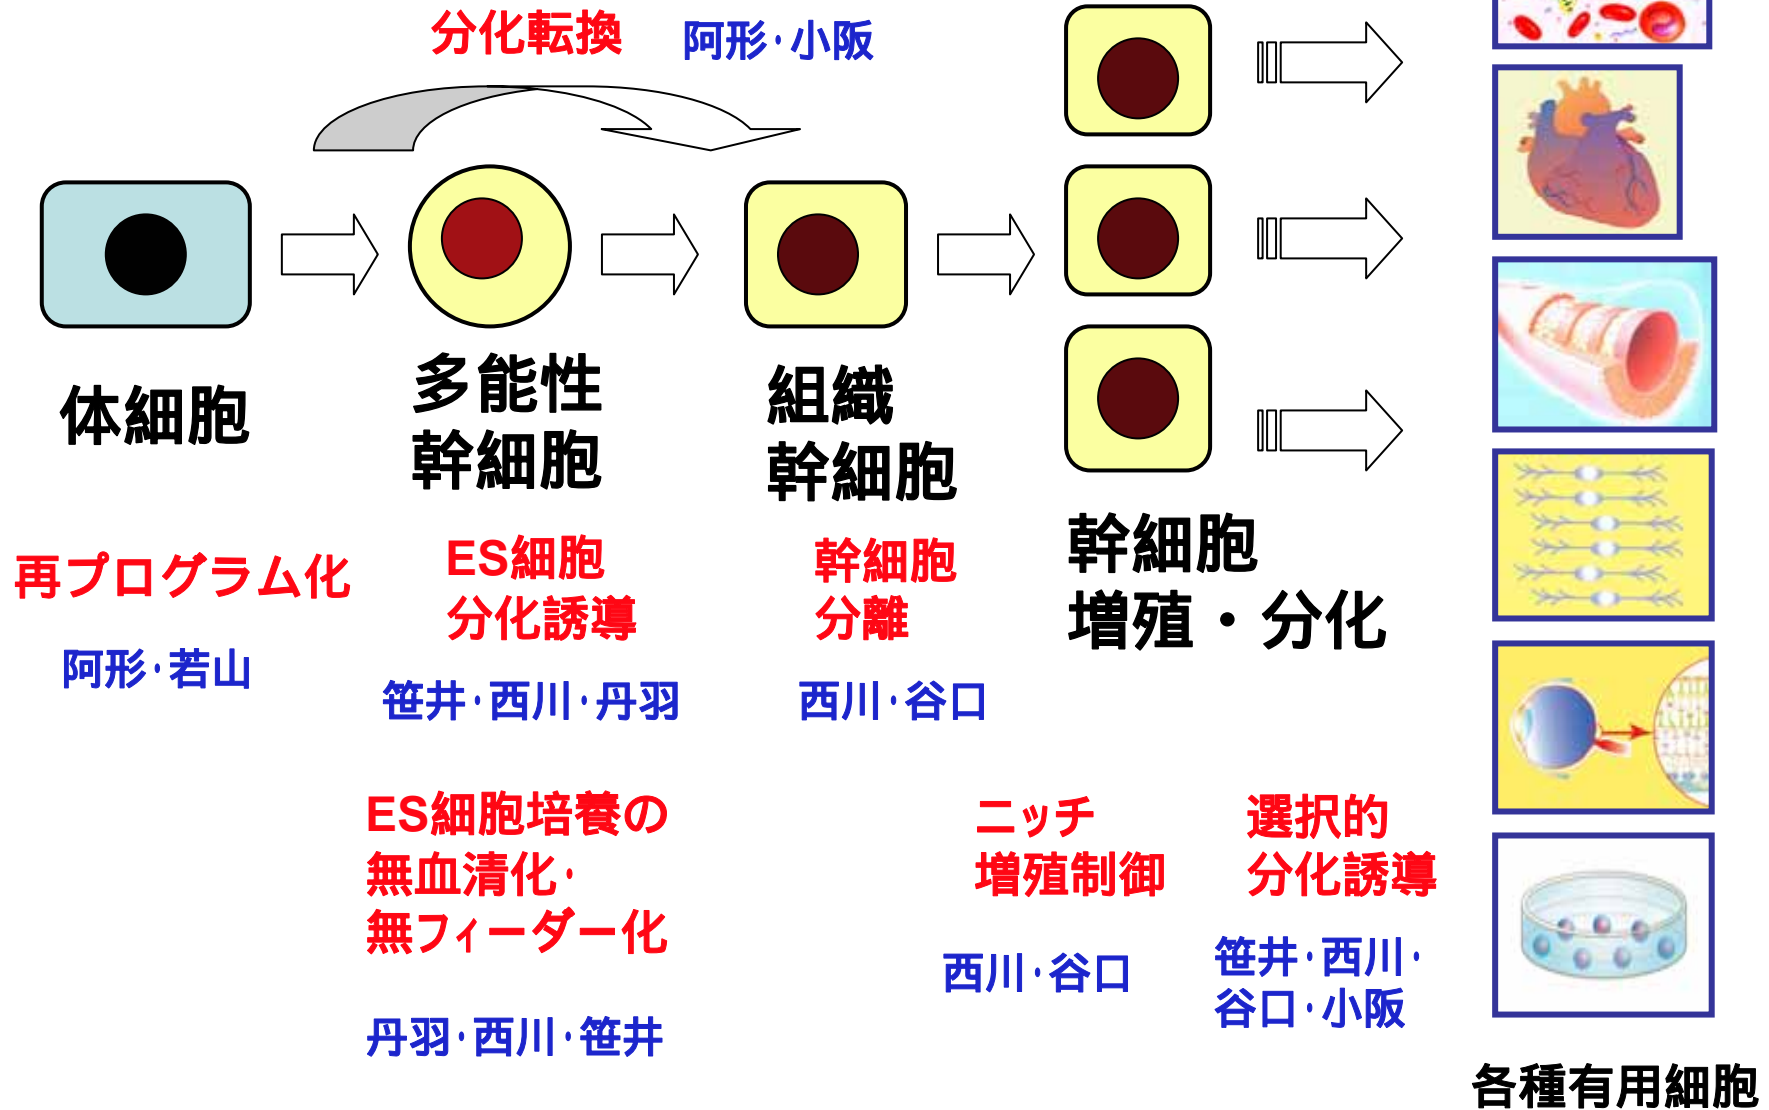 分化転換
阿形・小阪
体細胞
多能性
幹細胞
組織
幹細胞
幹細胞
増殖・分化
再プログラム化
阿形・若山
ES細胞
分化誘導
笹井・西川・丹羽
幹細胞
分離
西川・谷口
ES細胞培養の
無血清化・
無フィーダー化
丹羽・西川・笹井
ニッチ
増殖制御
西川・谷口
選択的
分化誘導
笹井・西川・
谷口・小阪
各種有用細胞